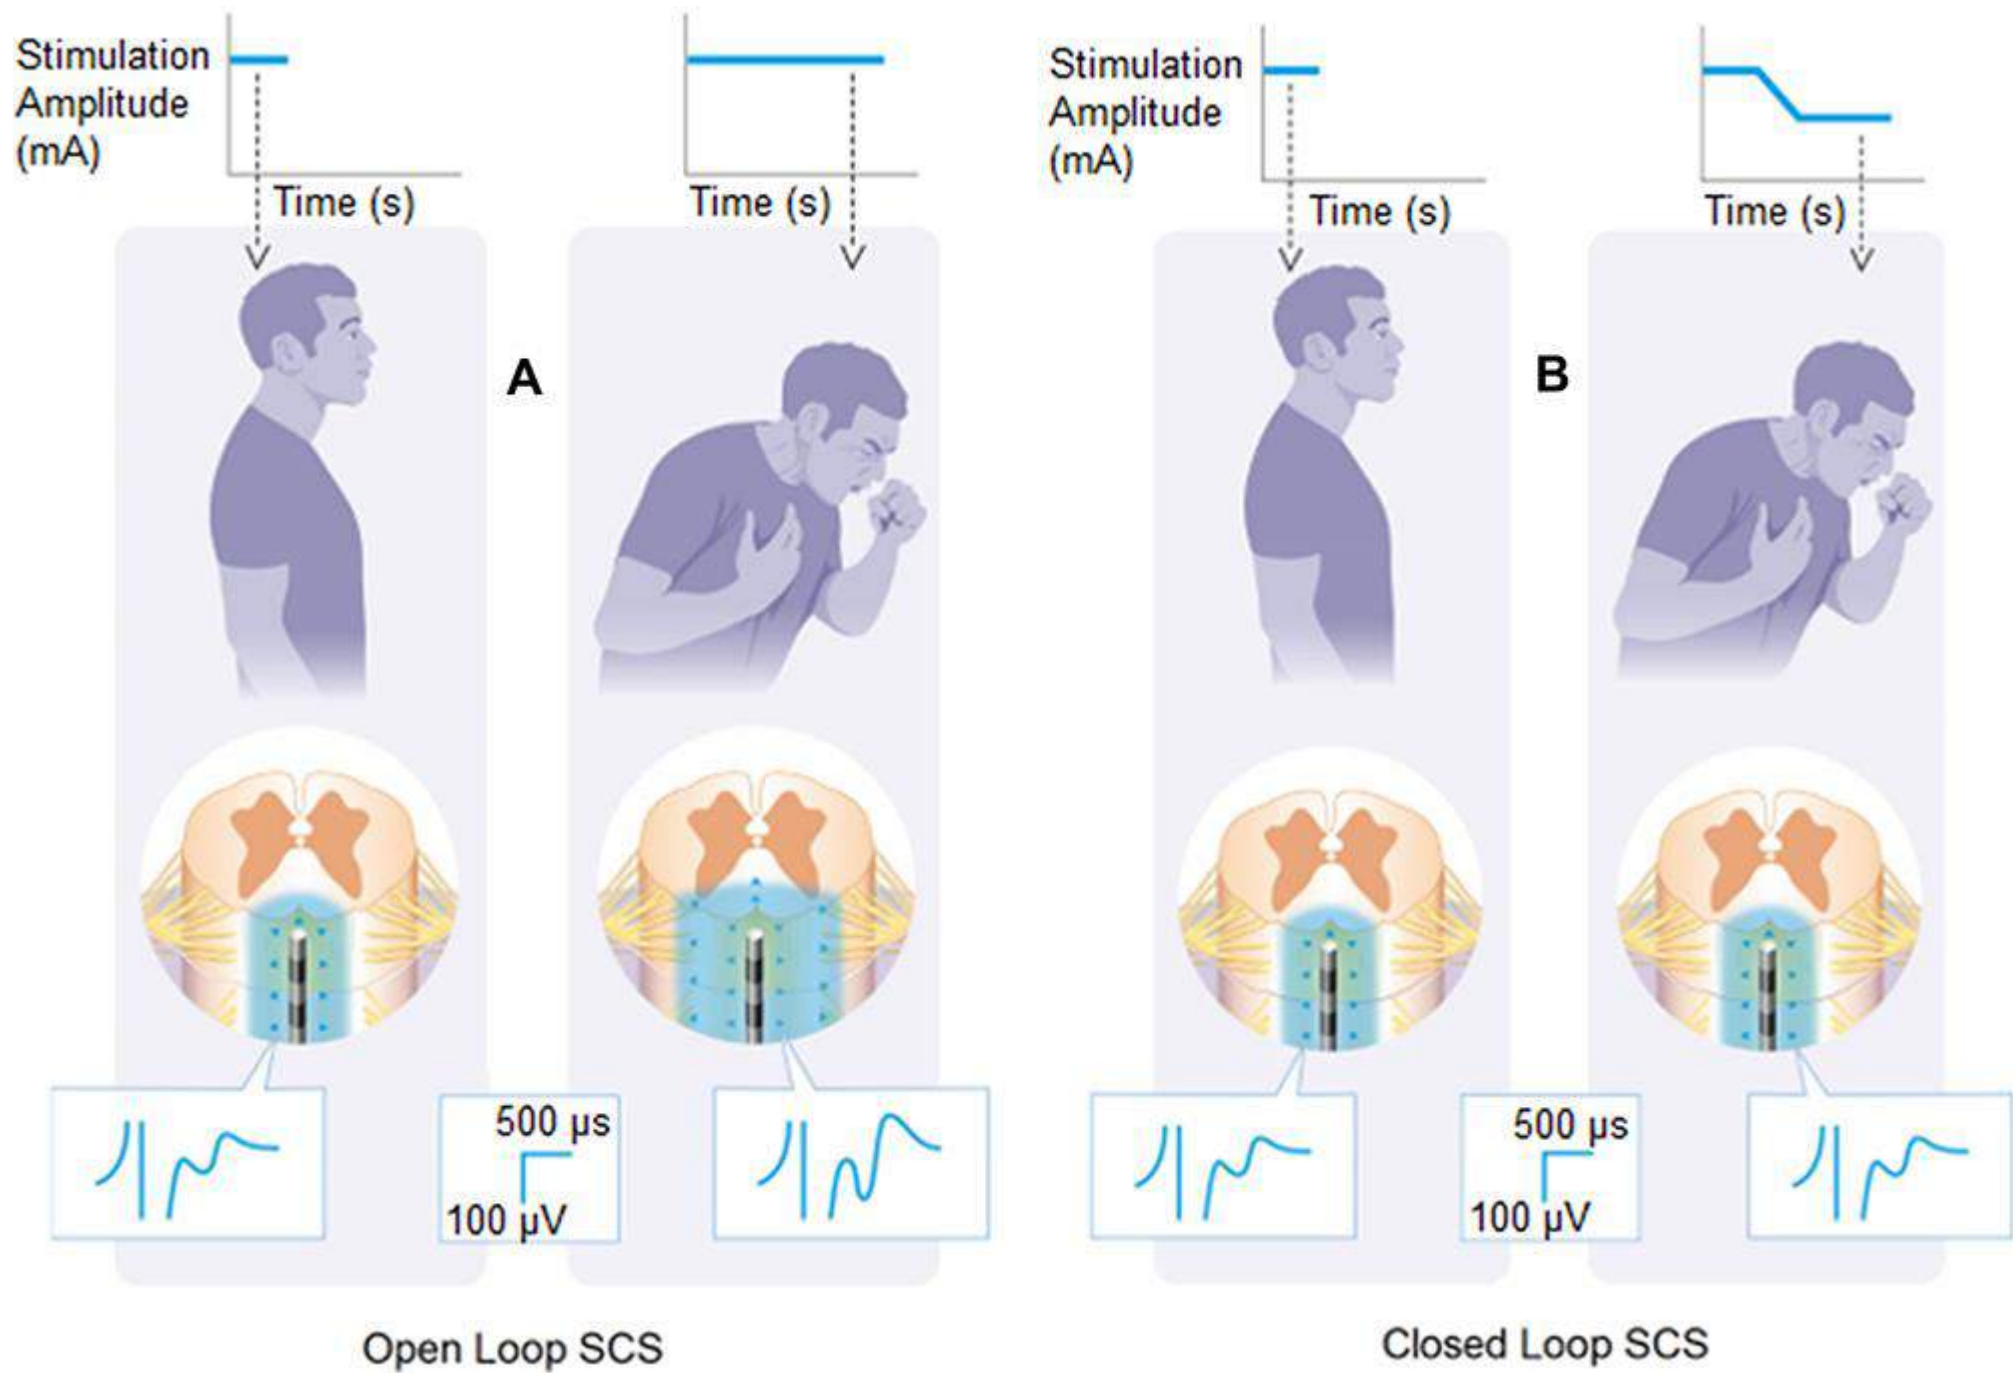 Stimulation
Amplitude
(mA)
Time (s)
Time (s)
Stimulation
Amplitude
(mA)
Time (s)
Time (s)
A
B
500 µs
100 µV
500 µs
100 µV
Open Loop SCS
Closed Loop SCS